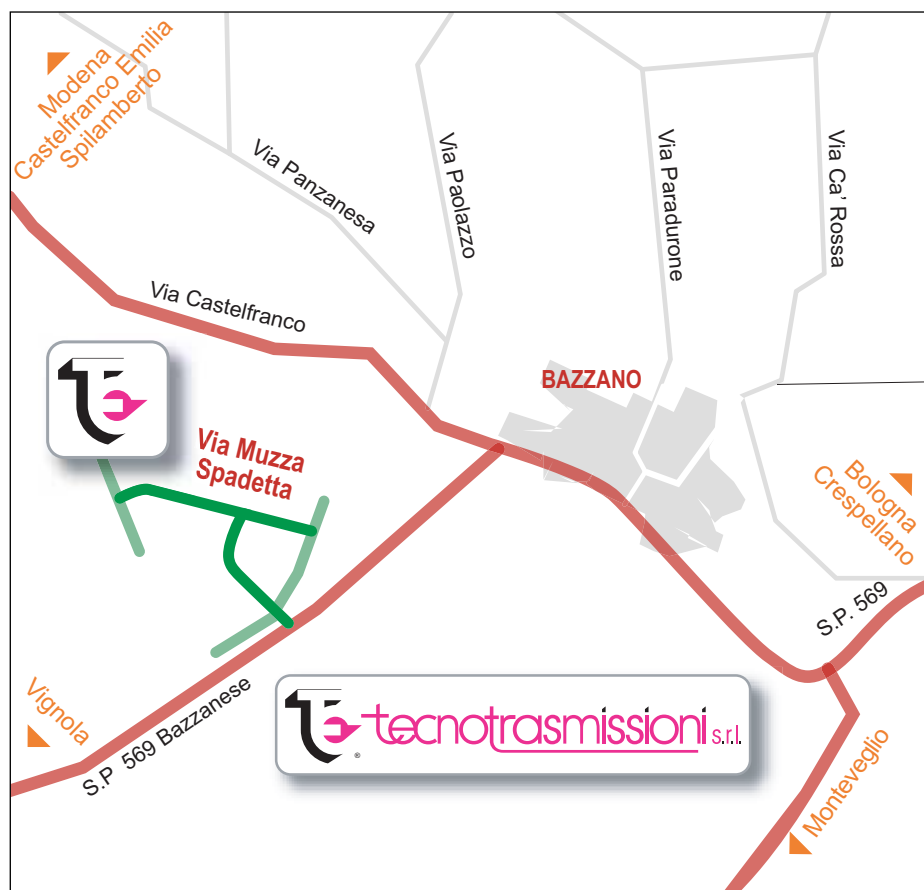 Modena
Castelfranco Emilia
Spilamberto
Via Panzanesa
Via Paolazzo
Via Paradurone
Via Ca' Rossa
Via Castelfranco
BAZZANO
Via Muzza
Spadetta
Bologna
Crespellano
S.P. 569
Vignola
S.P 569 Bazzanese
tecnotrasmissioni s.r.l.
®
Monteveglio